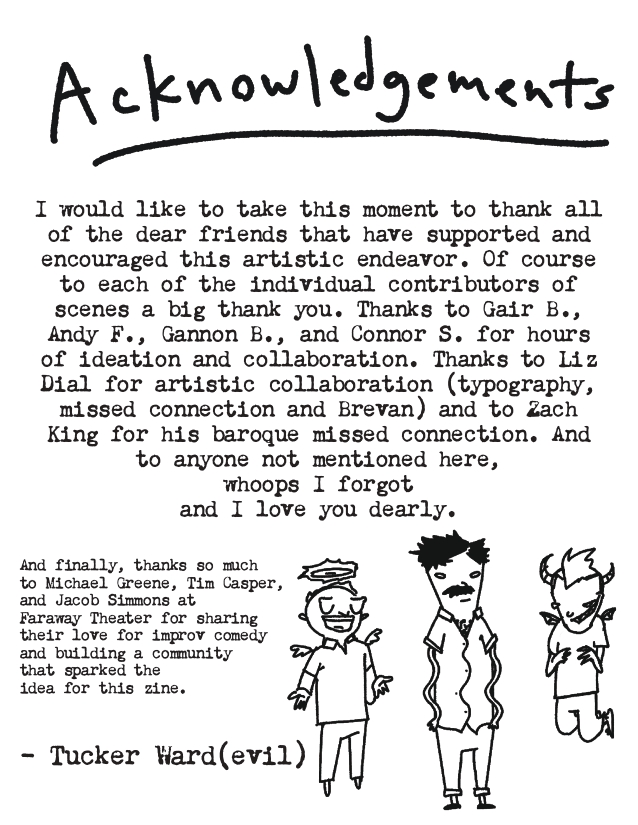 Acknowledgements
I would like to take this moment to thank all
of the dear friends that have supported and
encouraged this artistic endeavor. Of course
to each of the individual contributors of
scenes a big thank you. Thanks to Gair B.,
Andy F., Gannon B., and Connor S. for hours
of ideation and collaboration. Thanks to Liz
Dial for artistic collaboration (typography,
missed connection and Brevan) and to Zach
King for his baroque missed connection. And
to anyone not mentioned here,
whoops I forgot
and I love you dearly.
And finally, thanks so much
to Michael Greene, Tim Casper,
and Jacob Simmons at
Faraway Theater for sharing
their love for improv comedy
and building a community
that sparked the
idea for this zine.
- Tucker Ward(evil)